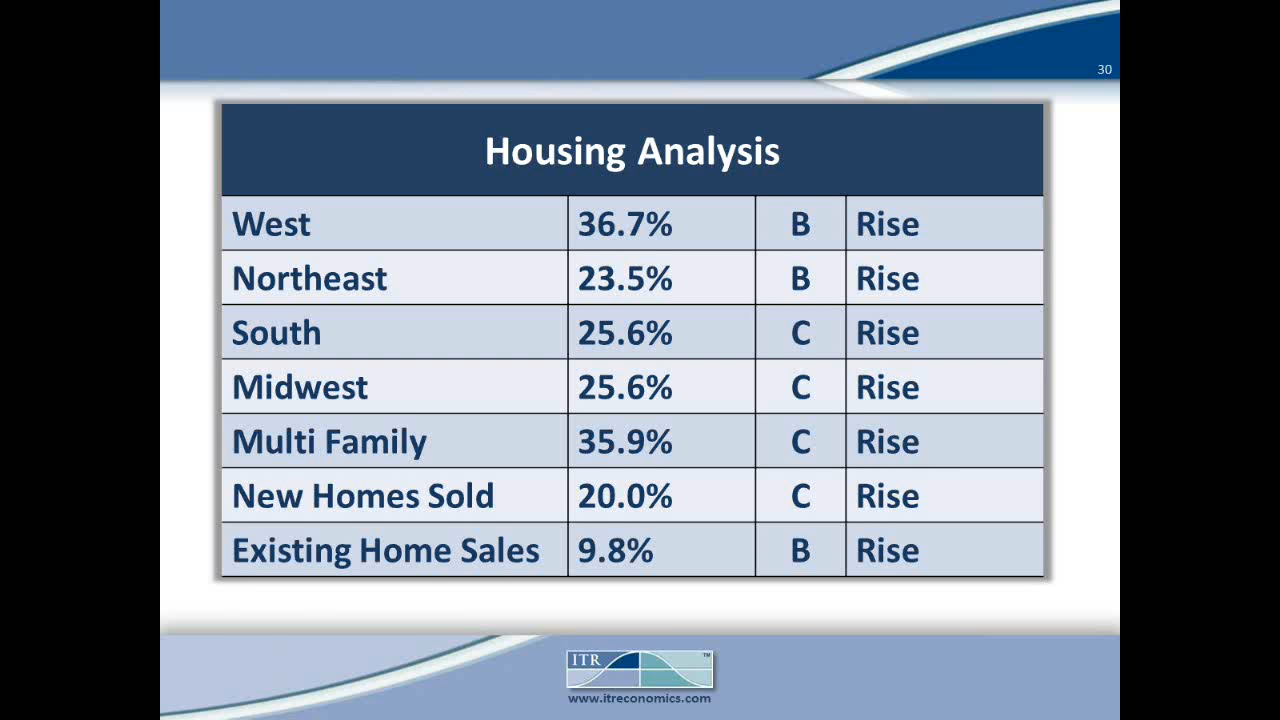 30
Housing Analysis
West 36.7% B Rise
Northeast 23.5% B Rise
South 25.6% C Rise
Midwest 25.6% C Rise
Multi Family 35.9% C Rise
New Homes Sold 20.0% C Rise
Existing Home Sales 9.8% B Rise
ITR ™
www.itreconomics.com